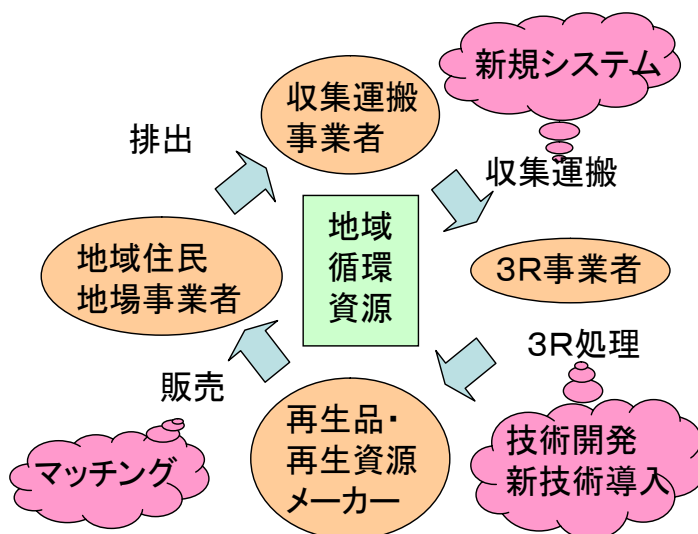 新規システム
収集運搬
事業者
排出
収集運搬
地域
循環
資源
地域住民
地場事業者
３Ｒ事業者
３Ｒ処理
販売
再生品・
再生資源
メーカー
マッチング
技術開発
新技術導入